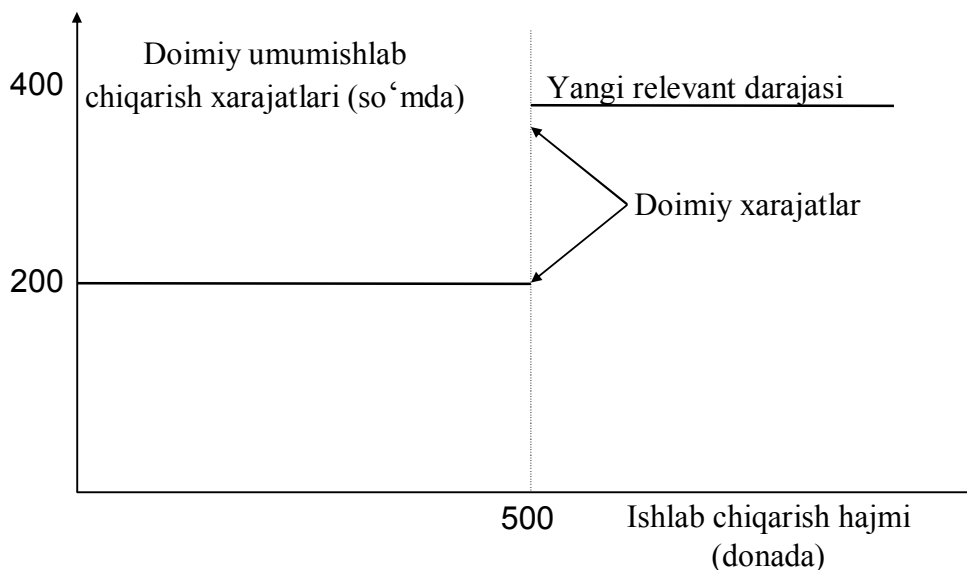 Doimiy umumishlab
chiqarish xarajatlari (so‘mda)
400
Yangi relevant darajasi
Doimiy xarajatlar
200
500
Ishlab chiqarish hajmi
(donada)